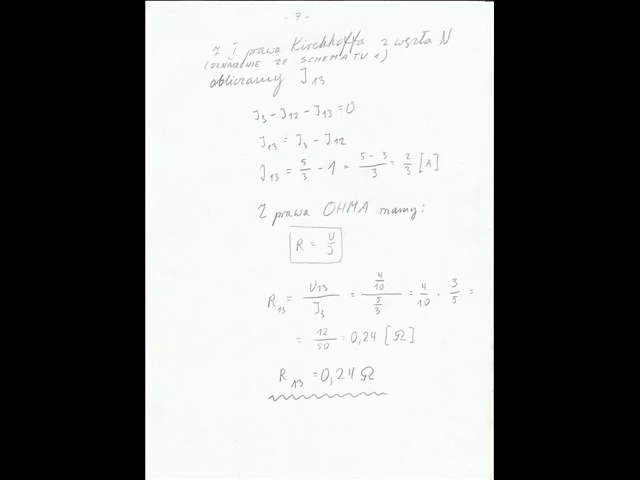 - 7 -
Z I prawa Kirchhoffa z węzła N
(OZNACZENIE ZE SCHEMATU 1)
obliczamy J₁₃
J₃ - J₁₂ - J₁₃ = 0
J₁₃ = J₃ - J₁₂
J₁₃ = 5/3 - 1 = (5 - 3)/3 = 2/3 [A]
Z prawa OHMA mamy:
R = U/J
R₁₃ = U₁₃/J₃ = (4/10)/(5/3) = 4/10 · 3/5 =
= 12/50 = 0,24 [Ω]
R₁₃ = 0,24 Ω